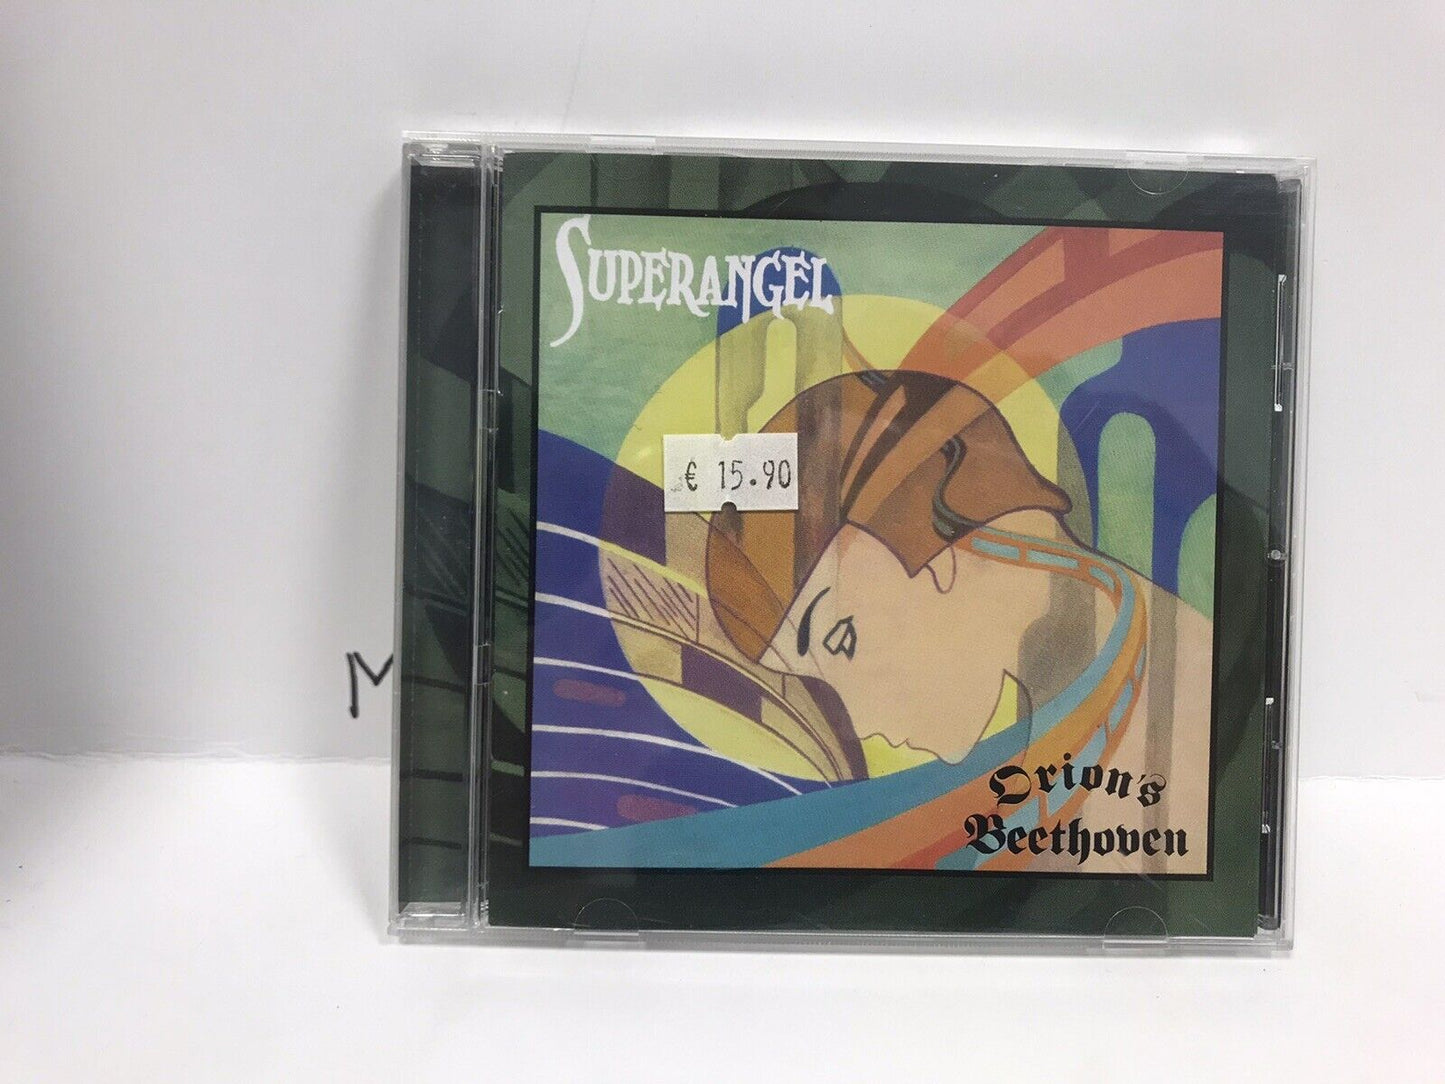 SUPERANGEL
€ 15.90
M
Orion's
Beethoven